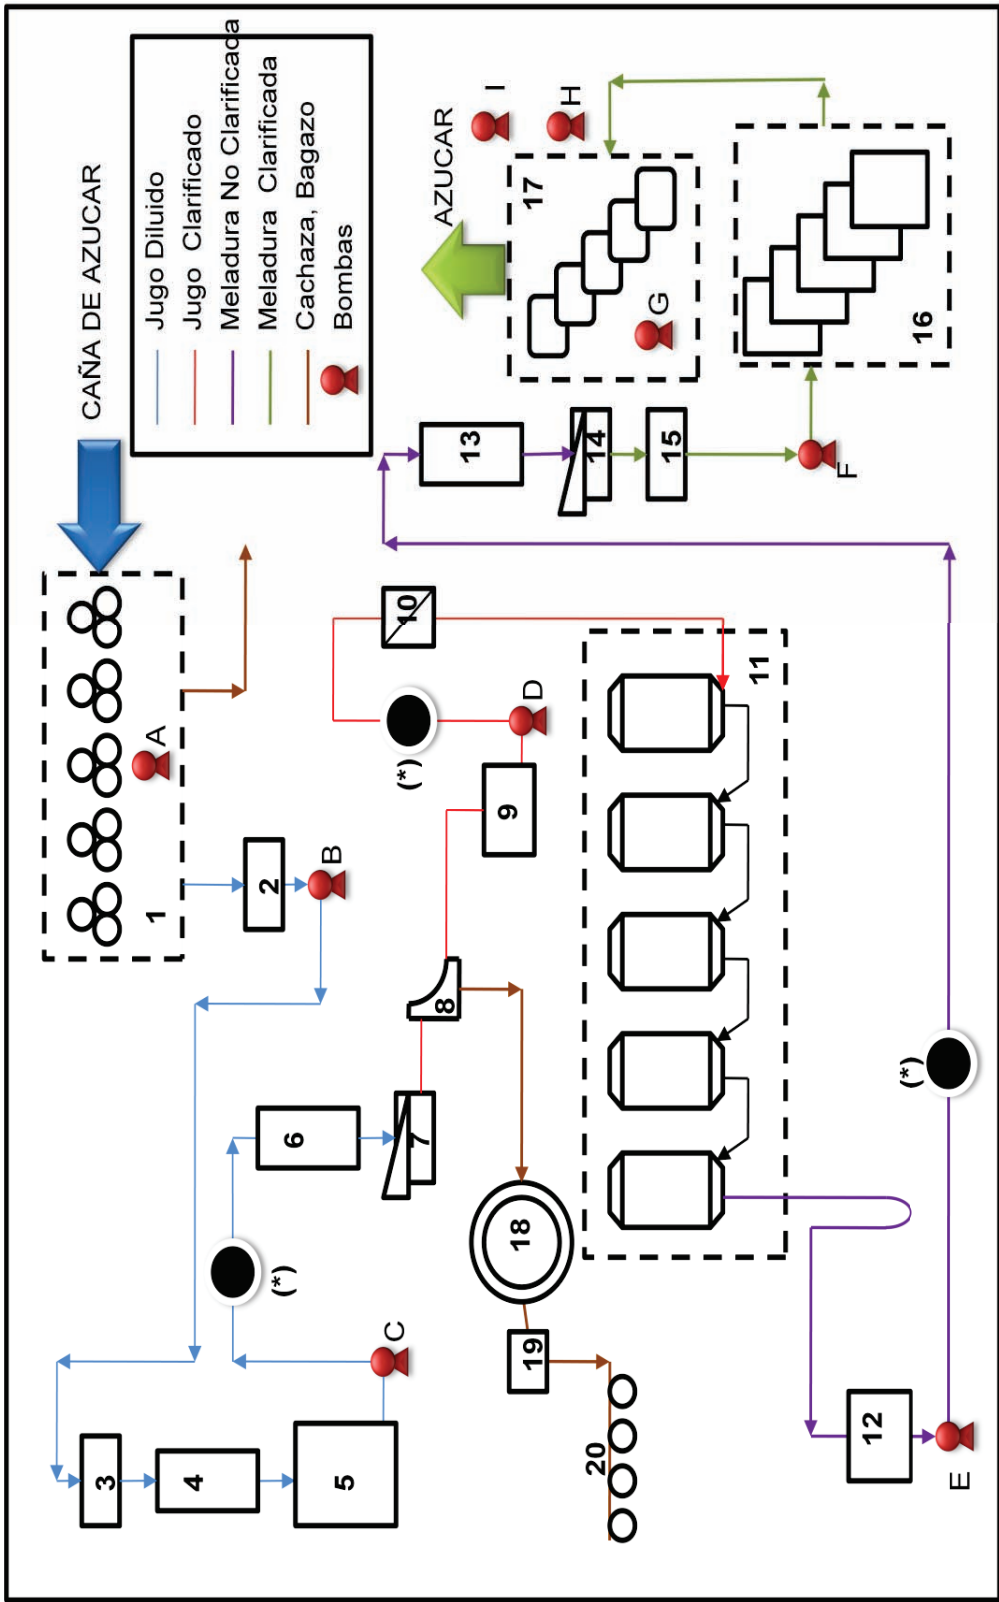 CAÑA DE AZUCAR
Jugo Diluido
Jugo Clarificado
Meladura No Clarificada
Meladura Clarificada
Cachaza, Bagazo
Bombas
AZUCAR
I
H
17
G
16
13
14
15
F
A
1
2
B
10
(*)
D
9
11
8
6
7
(*)
C
3
4
5
18
19
20
12
E
(*)